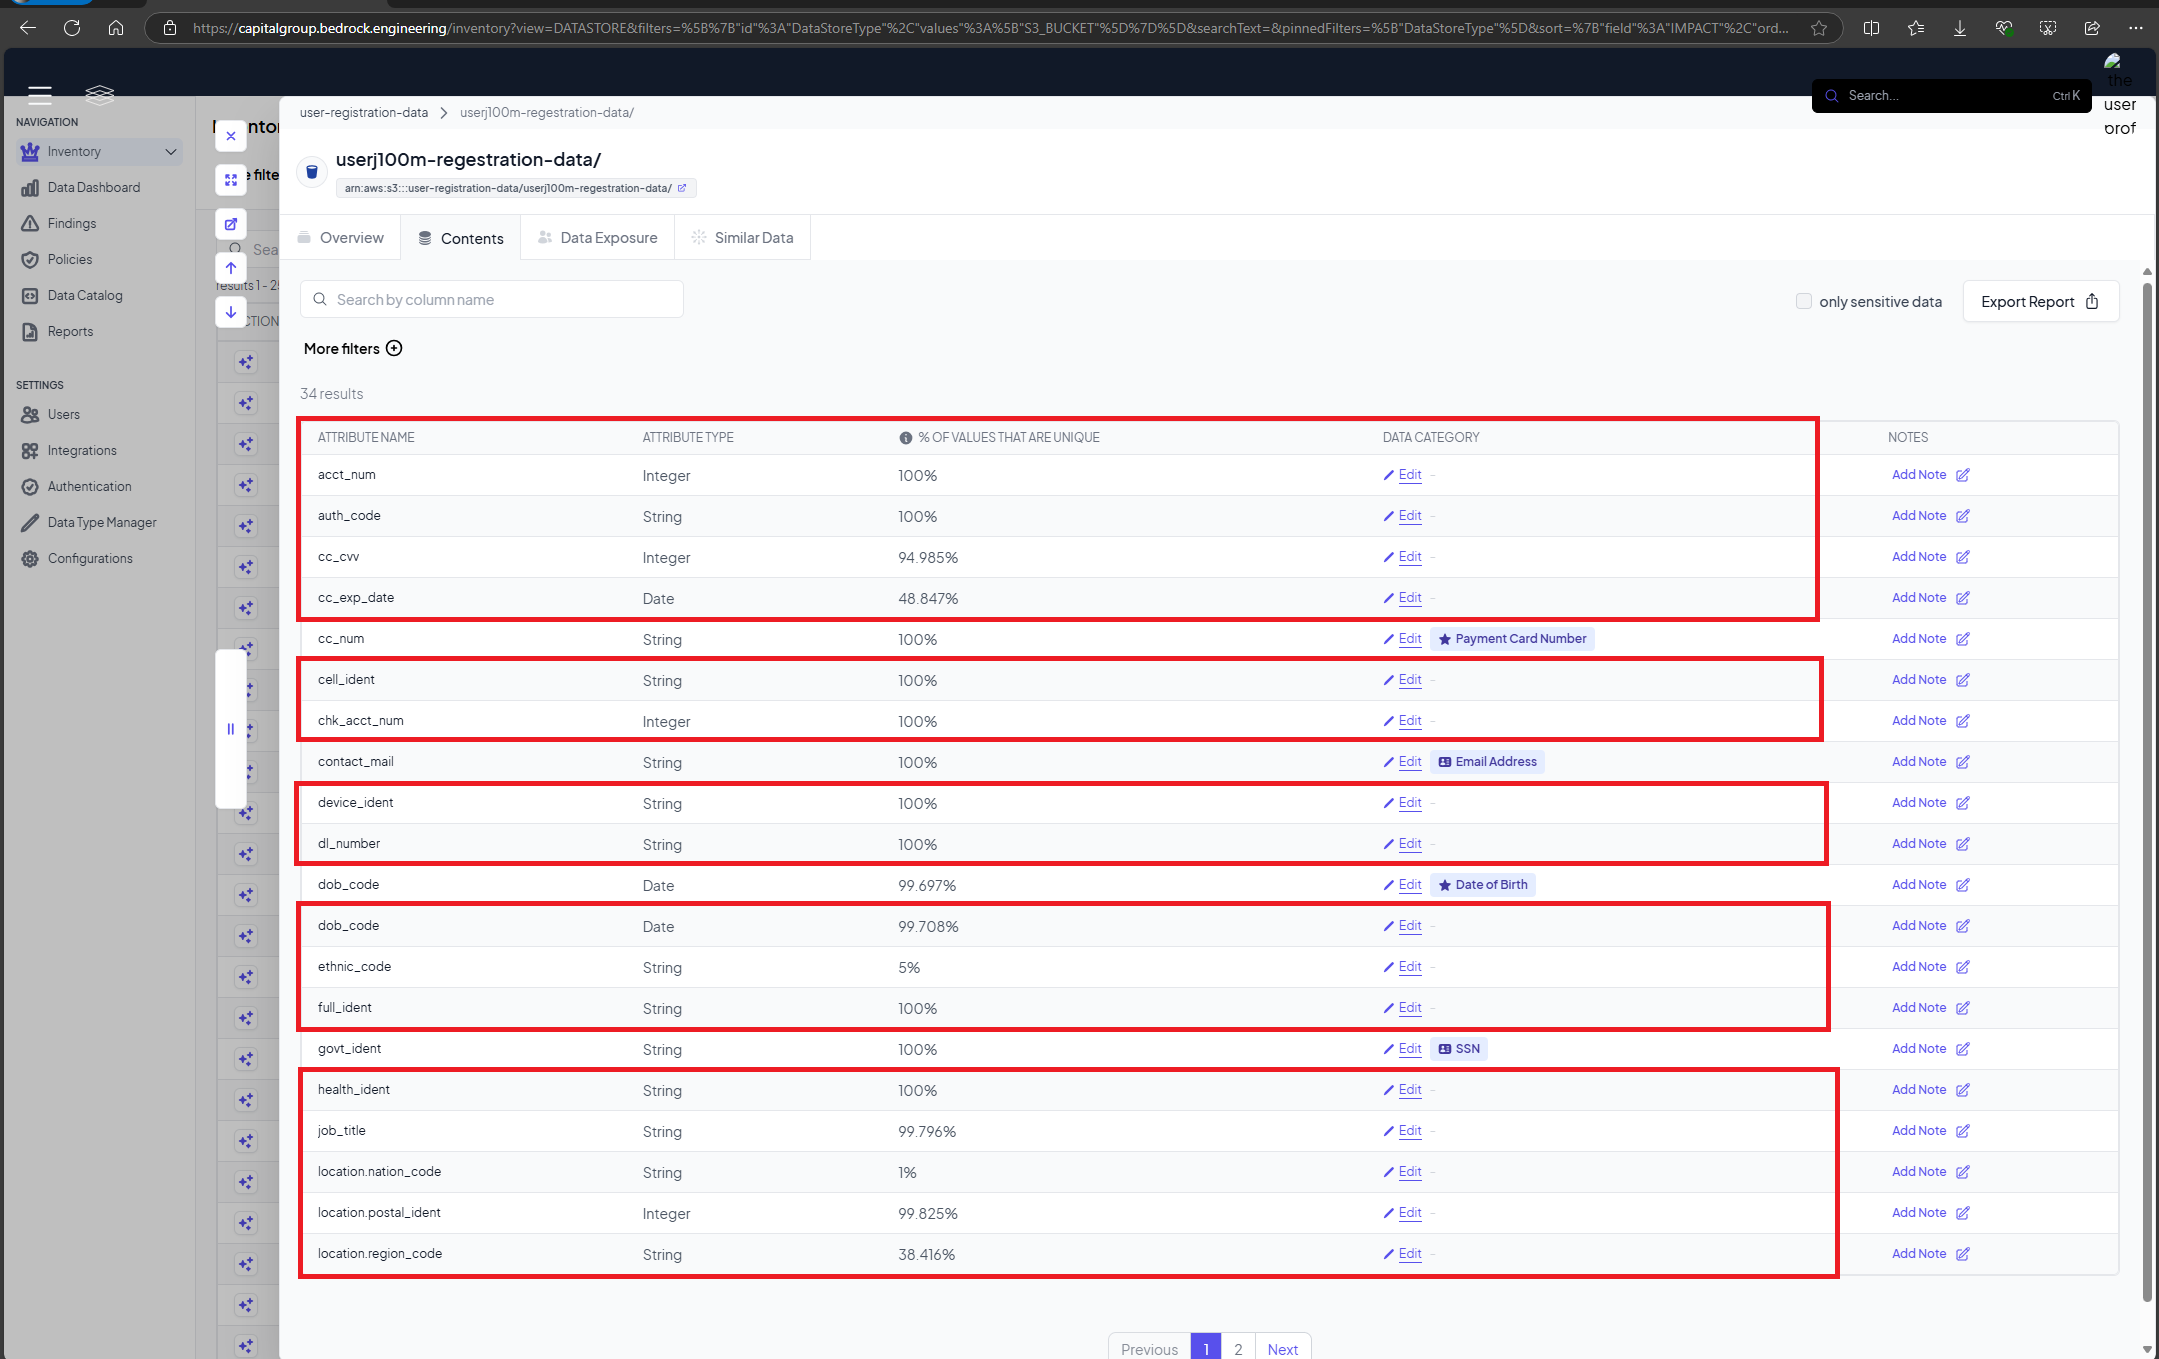 https://capitalgroup.bedrock.engineering/inventory?view=DATASTORE&filters=%5B%7B"id"%3A"DataStoreType"%2C"values"%3A%5B"S3_BUCKET"%5D%7D%5D&searchText=&pinnedFilters=%5B"DataStoreType"%5D&sort=%7B"field"%3A"IMPACT"%2C"ord...
Search... Ctrl K
the user prof
NAVIGATION
Inventory
Data Dashboard
Findings
Policies
Data Catalog
Reports
SETTINGS
Users
Integrations
Authentication
Data Type Manager
Configurations
e filte
Sea
results 1 - 2
CTION
user-registration-data > userj100m-regestration-data/
userj100m-regestration-data/
arn:aws:s3:::user-registration-data/userj100m-regestration-data/
Overview Contents Data Exposure Similar Data
Search by column name
only sensitive data Export Report
More filters
34 results
ATTRIBUTE NAME ATTRIBUTE TYPE % OF VALUES THAT ARE UNIQUE DATA CATEGORY NOTES
acct_num Integer 100% Edit - Add Note
auth_code String 100% Edit - Add Note
cc_cvv Integer 94.985% Edit - Add Note
cc_exp_date Date 48.847% Edit - Add Note
cc_num String 100% Edit Payment Card Number Add Note
cell_ident String 100% Edit - Add Note
chk_acct_num Integer 100% Edit - Add Note
contact_mail String 100% Edit Email Address Add Note
device_ident String 100% Edit - Add Note
dl_number String 100% Edit - Add Note
dob_code Date 99.697% Edit Date of Birth Add Note
dob_code Date 99.708% Edit - Add Note
ethnic_code String 5% Edit - Add Note
full_ident String 100% Edit - Add Note
govt_ident String 100% Edit SSN Add Note
health_ident String 100% Edit - Add Note
job_title String 99.796% Edit - Add Note
location.nation_code String 1% Edit - Add Note
location.postal_ident Integer 99.825% Edit - Add Note
location.region_code String 38.416% Edit - Add Note
Previous 1 2 Next